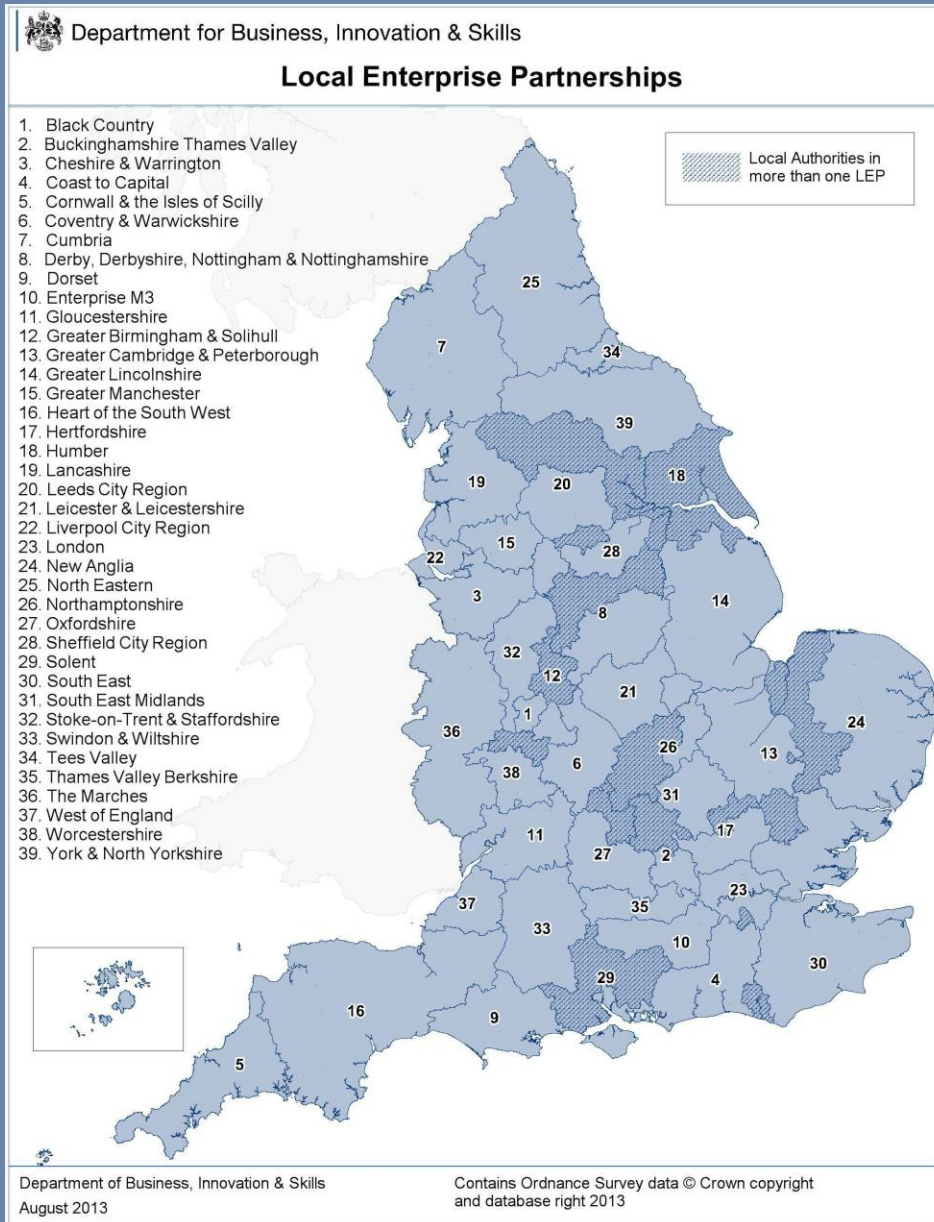 Department for Business, Innovation & Skills
Local Enterprise Partnerships
1. Black Country
2. Buckinghamshire Thames Valley
3. Cheshire & Warrington
4. Coast to Capital
5. Cornwall & the Isles of Scilly
6. Coventry & Warwickshire
7. Cumbria
8. Derby, Derbyshire, Nottingham & Nottinghamshire
9. Dorset
10. Enterprise M3
11. Gloucestershire
12. Greater Birmingham & Solihull
13. Greater Cambridge & Peterborough
14. Greater Lincolnshire
15. Greater Manchester
16. Heart of the South West
17. Hertfordshire
18. Humber
19. Lancashire
20. Leeds City Region
21. Leicester & Leicestershire
22. Liverpool City Region
23. London
24. New Anglia
25. North Eastern
26. Northamptonshire
27. Oxfordshire
28. Sheffield City Region
29. Solent
30. South East
31. South East Midlands
32. Stoke-on-Trent & Staffordshire
33. Swindon & Wiltshire
34. Tees Valley
35. Thames Valley Berkshire
36. The Marches
37. West of England
38. Worcestershire
39. York & North Yorkshire
Local Authorities in
more than one LEP
25
7
34
39
19
20
18
15
28
22
3
8
14
32
12
21
1
36
26
24
6
13
38
31
11
17
27
2
23
37
35
33
10
30
29
4
16
9
5
Department of Business, Innovation & Skills
August 2013
Contains Ordnance Survey data © Crown copyright
and database right 2013